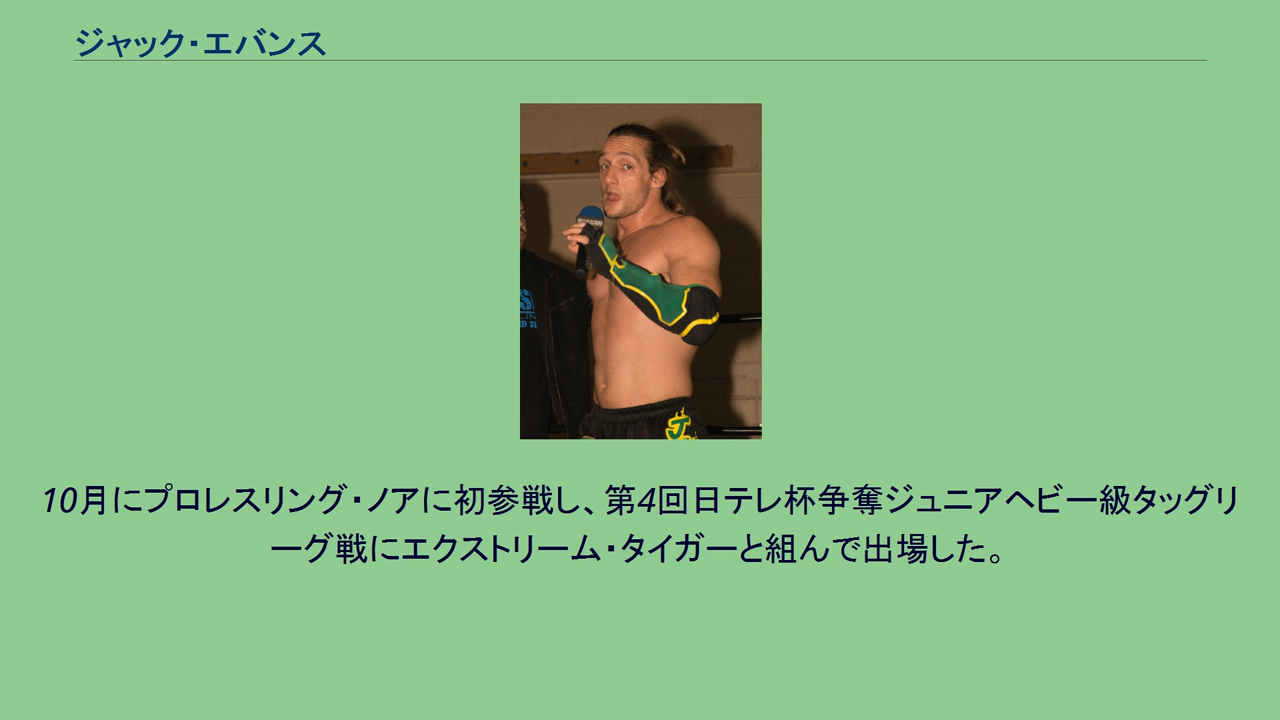 ジャック・エバンス
J
10月にプロレスリング・ノアに初参戦し、第4回日テレ杯争奪ジュニアヘビー級タッグリ
ーグ戦にエクストリーム・タイガーと組んで出場した。